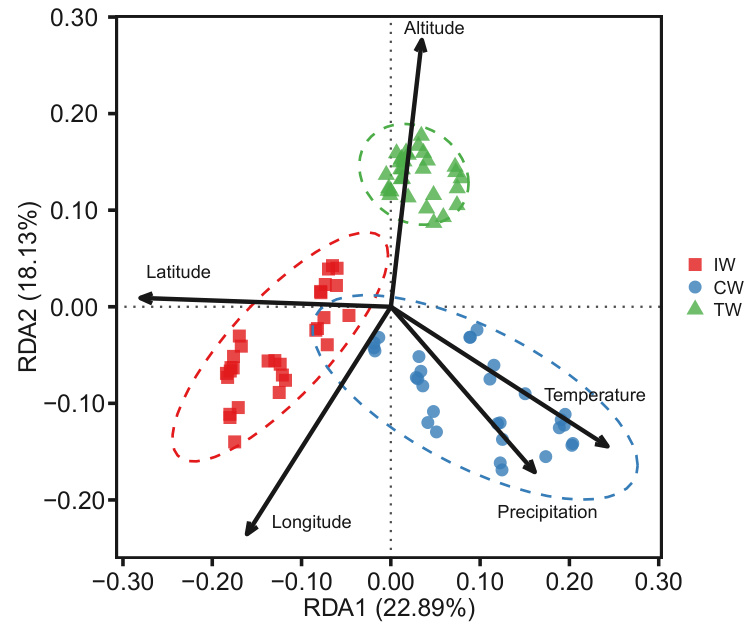 0.30
0.20
0.10
0.00
−0.10
−0.20
RDA2 (18.13%)
Altitude
Latitude
Temperature
Precipitation
Longitude
IW
CW
TW
−0.30 −0.20 −0.10 0.00 0.10 0.20 0.30
RDA1 (22.89%)